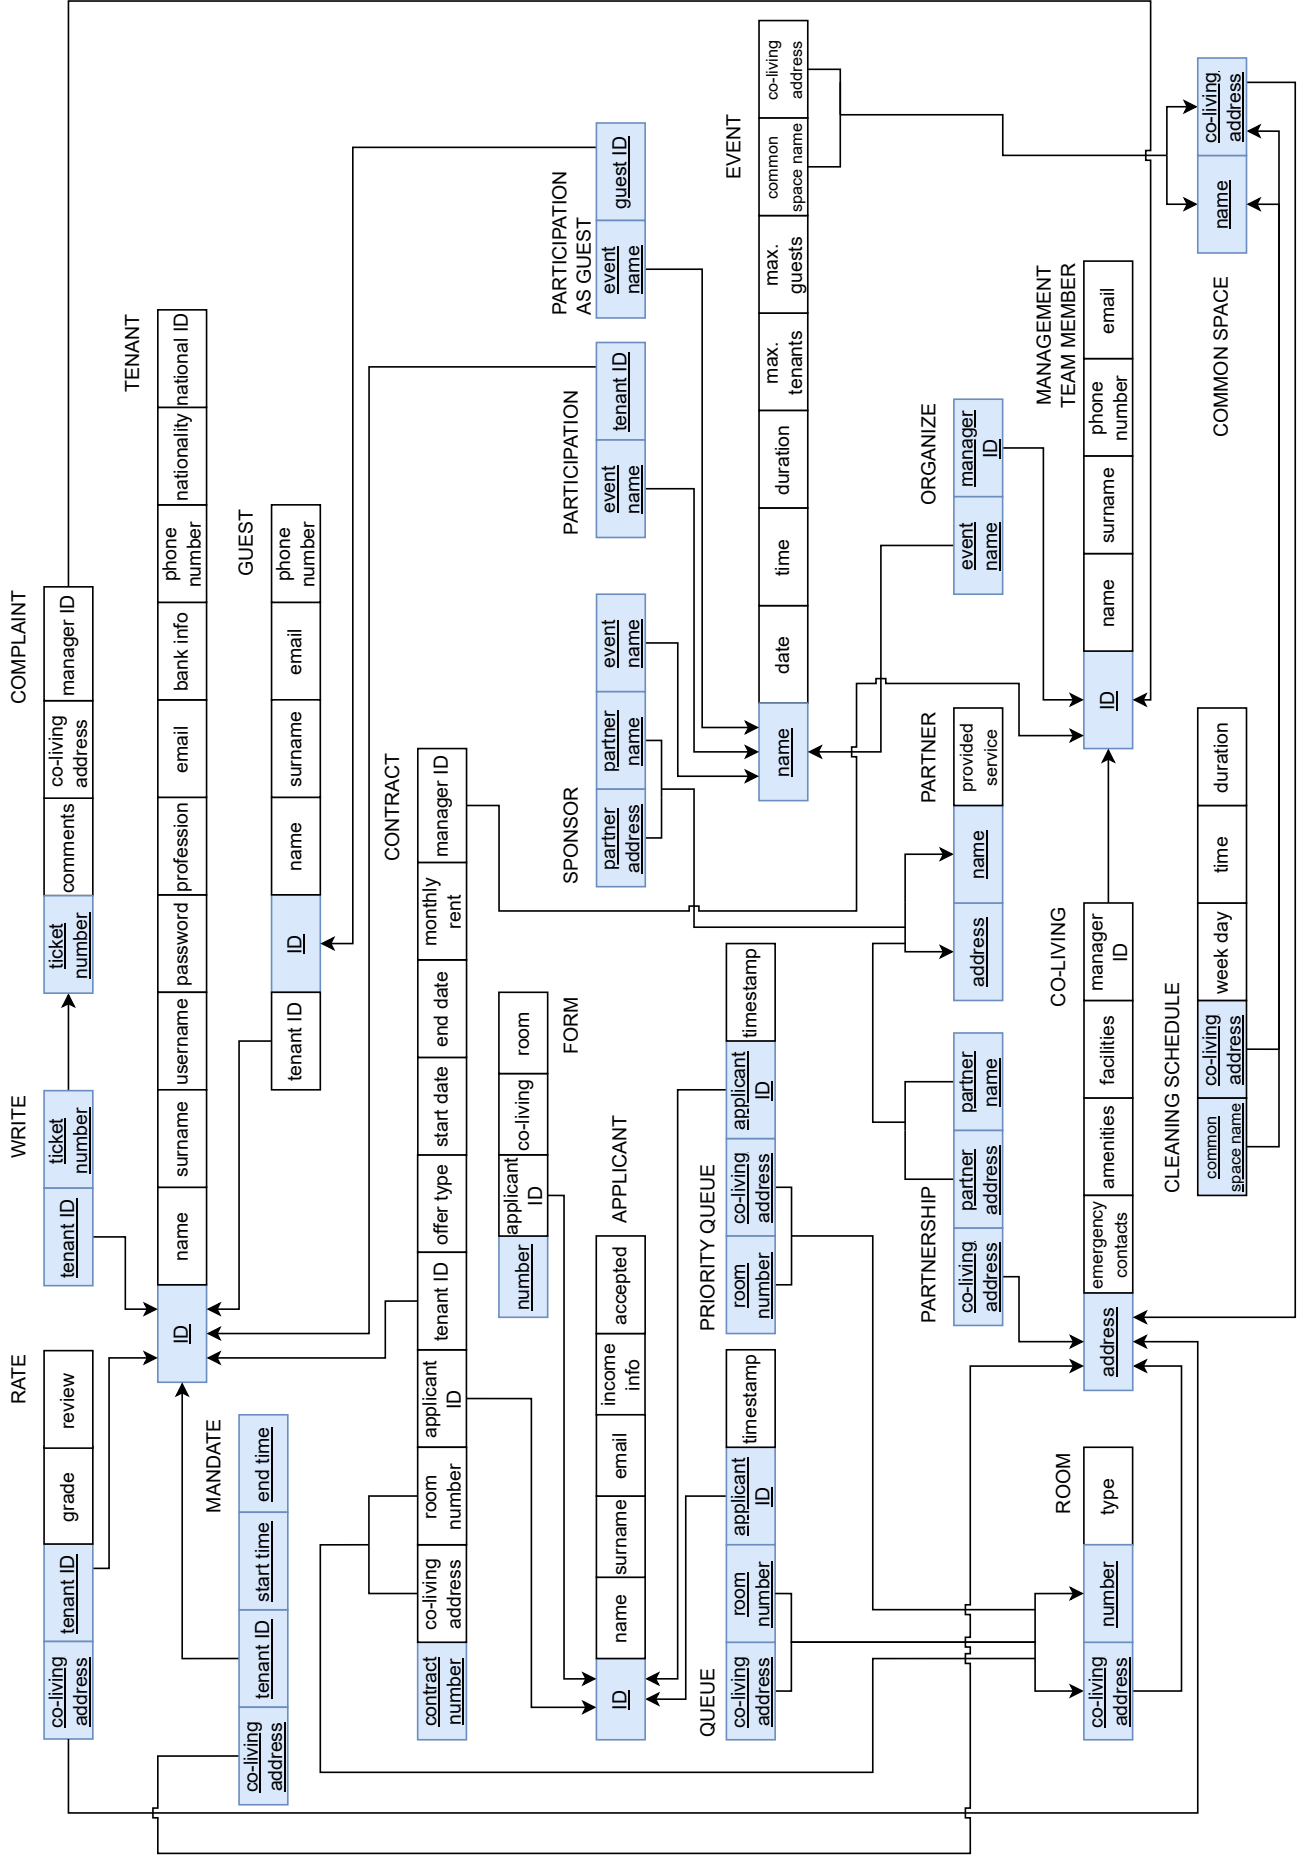 RATE
co-living
address
tenant ID
grade
review
WRITE
tenant ID
ticket
number
COMPLAINT
ticket
number
comments
co-living
address
manager ID
TENANT
ID
name
surname
username
password
profession
email
bank info
phone
number
nationality
national ID
MANDATE
co-living
address
tenant ID
start time
end time
GUEST
tenant ID
ID
name
surname
email
phone
number
CONTRACT
contract
number
co-living
address
room
number
applicant
ID
tenant ID
offer type
start date
end date
monthly
rent
manager ID
FORM
number
applicant
ID
co-living
room
APPLICANT
ID
name
surname
email
income
info
accepted
SPONSOR
partner
address
partner
name
event
name
PARTICIPATION
event
name
tenant ID
PARTICIPATION
AS GUEST
event
name
guest ID
QUEUE
co-living
address
room
number
applicant
ID
timestamp
PRIORITY QUEUE
room
number
co-living
address
applicant
ID
timestamp
EVENT
name
date
time
duration
max.
tenants
max.
guests
common
space name
co-living
address
PARTNERSHIP
co-living
address
partner
address
partner
name
PARTNER
address
name
provided
service
ORGANIZE
event
name
manager
ID
ROOM
co-living
address
number
type
CO-LIVING
address
emergency
contacts
amenities
facilities
manager
ID
MANAGEMENT
TEAM MEMBER
ID
name
surname
phone
number
email
CLEANING SCHEDULE
common
space name
co-living
address
week day
time
duration
COMMON SPACE
name
co-living
address